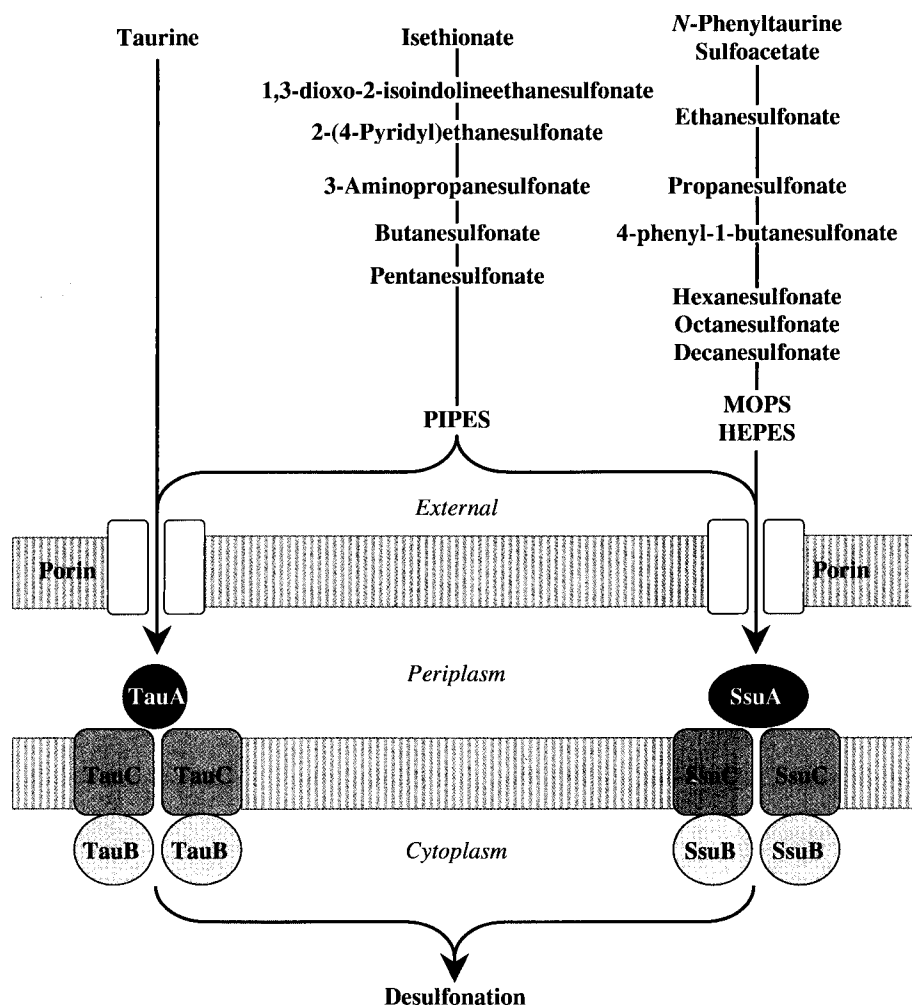 Taurine
Isethionate
1,3-dioxo-2-isoindolineethanesulfonate
2-(4-Pyridyl)ethanesulfonate
3-Aminopropanesulfonate
Butanesulfonate
Pentanesulfonate
PIPES
N-Phenyltaurine
Sulfoacetate
Ethanesulfonate
Propanesulfonate
4-phenyl-1-butanesulfonate
Hexanesulfonate
Octanesulfonate
Decanesulfonate
MOPS
HEPES
External
Porin
Porin
Periplasm
TauA
SsuA
TauC
TauC
SsuC
SsuC
TauB
TauB
Cytoplasm
SsuB
SsuB
Desulfonation